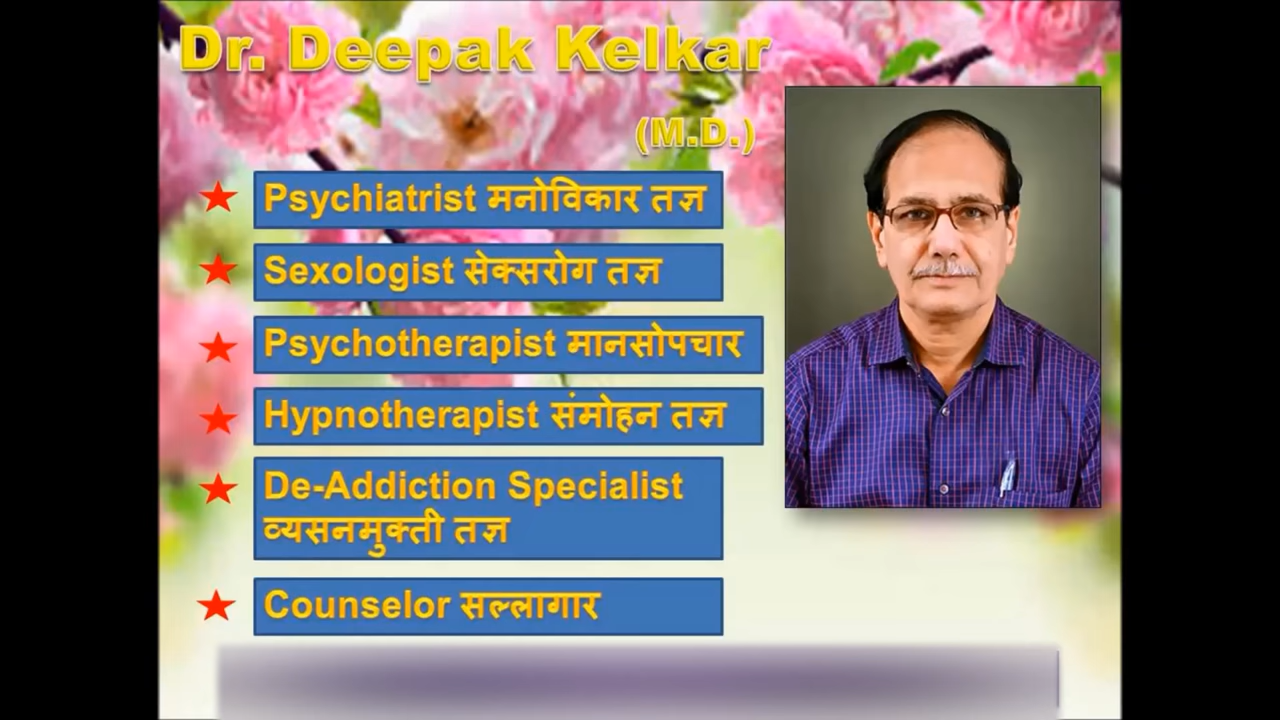 Dr. Deepak Kelkar
(M.D.)
Psychiatrist मनोविकार तज्ञ
Sexologist सेक्सरोग तज्ञ
Psychotherapist मानसोपचार
Hypnotherapist संमोहन तज्ञ
De-Addiction Specialist
व्यसनमुक्ती तज्ञ
Counselor सल्लागार